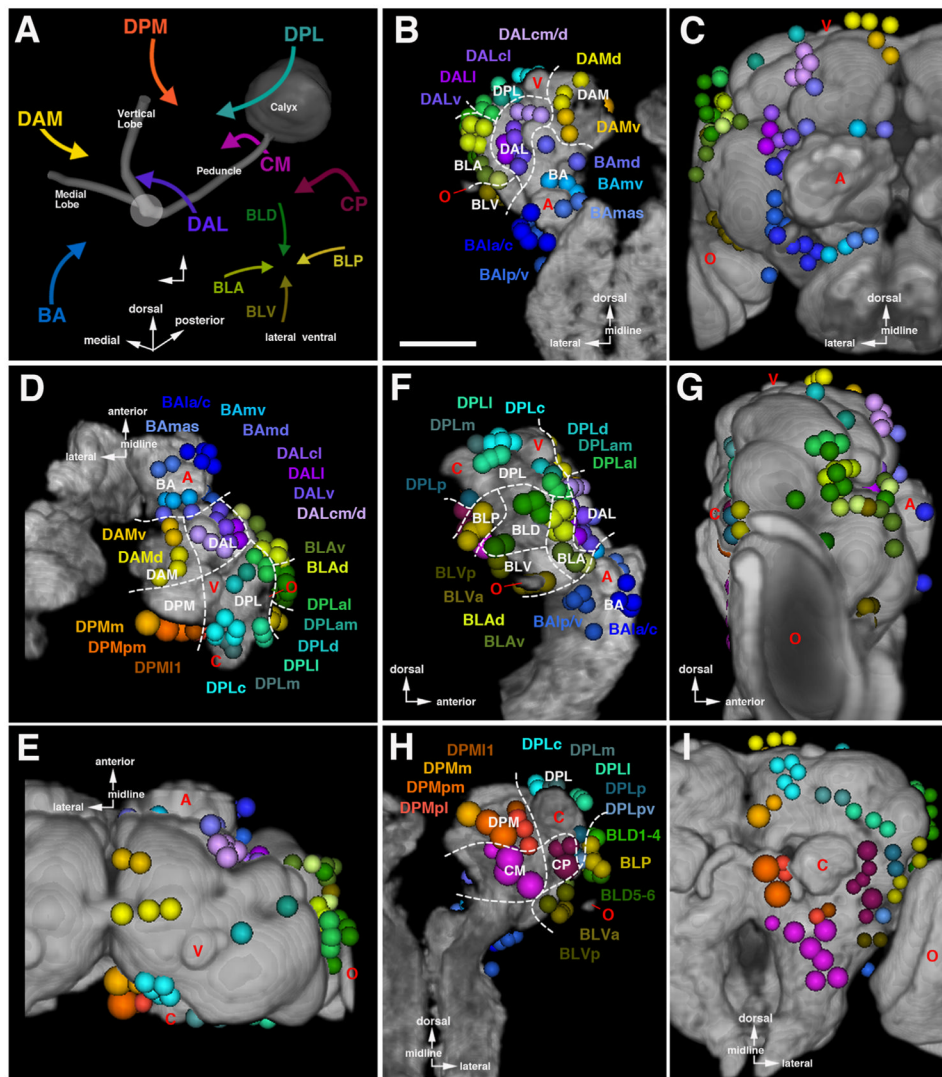 A
DPM
DPL
DAM
Vertical
Lobe
Calyx
CM
Peduncle
Medial
Lobe
DAL
CP
BLD
BA
BLA
BLP
BLV
dorsal
posterior
medial
lateral ventral
B
DALcm/d
DALcl
DALl
DALv
DPL
V
DAMd
DAM
DAMv
DAL
BLA
BAmd
O
BLV
BA
BAmv
A
BAmas
BAla/c
BAlp/v
dorsal
midline
lateral
C
V
A
O
dorsal
midline
lateral
D
anterior
midline
lateral
BAla/c
BAmv
BAmas
BAmd
A
BA
DALcl
DALl
DALv
DALcm/d
DAMv
DAL
BLAv
DAMd
BLAd
DAM
V
O
DPM
DPL
DPLal
DPMm
DPLam
DPMpm
DPLd
DPMl1
C
DPLl
DPLc
DPLm
F
DPLl
DPLc
DPLm
V
DPLd
C
DPL
DPLam
DPLal
DPLp
BLP
BLD
DAL
BLV
BLA
BLVp
O
A
BLVa
BA
BLAd
BAlp/v
BAla/c
BLAv
dorsal
anterior
G
V
A
C
O
dorsal
anterior
E
anterior
midline
lateral
A
V
O
C
H
DPMl1
DPLc
DPMm
DPLm
DPMpm
DPL
DPLl
DPMpl
DPLp
DPM
C
DPLpv
BLD1-4
CM
CP
BLP
BLD5-6
O
BLVa
BLVp
dorsal
midline
lateral
I
C
O
dorsal
midline
lateral